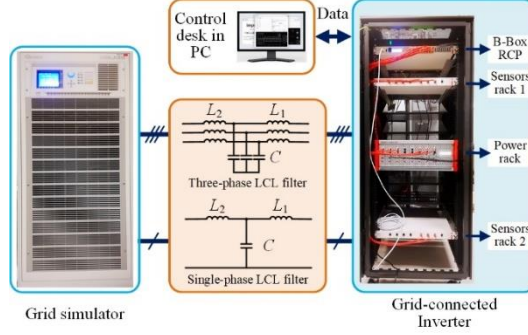 Control
desk in
PC
Data
B-Box
RCP
Sensors
rack 1
L2
L1
C
Three-phase LCL filter
Power
rack
L2
L1
C
Single-phase LCL filter
Sensors
rack 2
Grid simulator
Grid-connected
Inverter